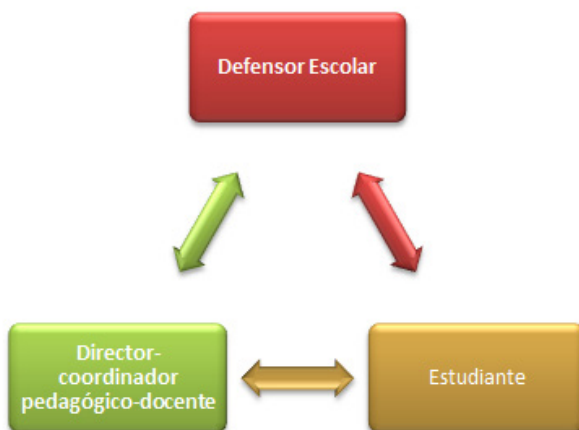 Defensor Escolar
Director-
coordinador
pedagógico-docente
Estudiante